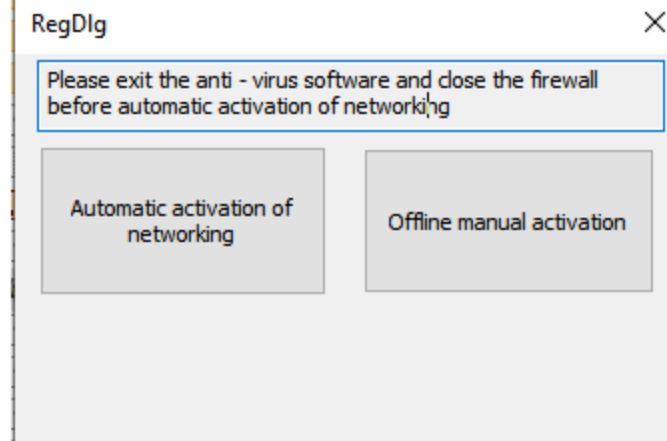 RegDlg
Please exit the anti - virus software and close the firewall
before automatic activation of networking
Automatic activation of
networking
Offline manual activation